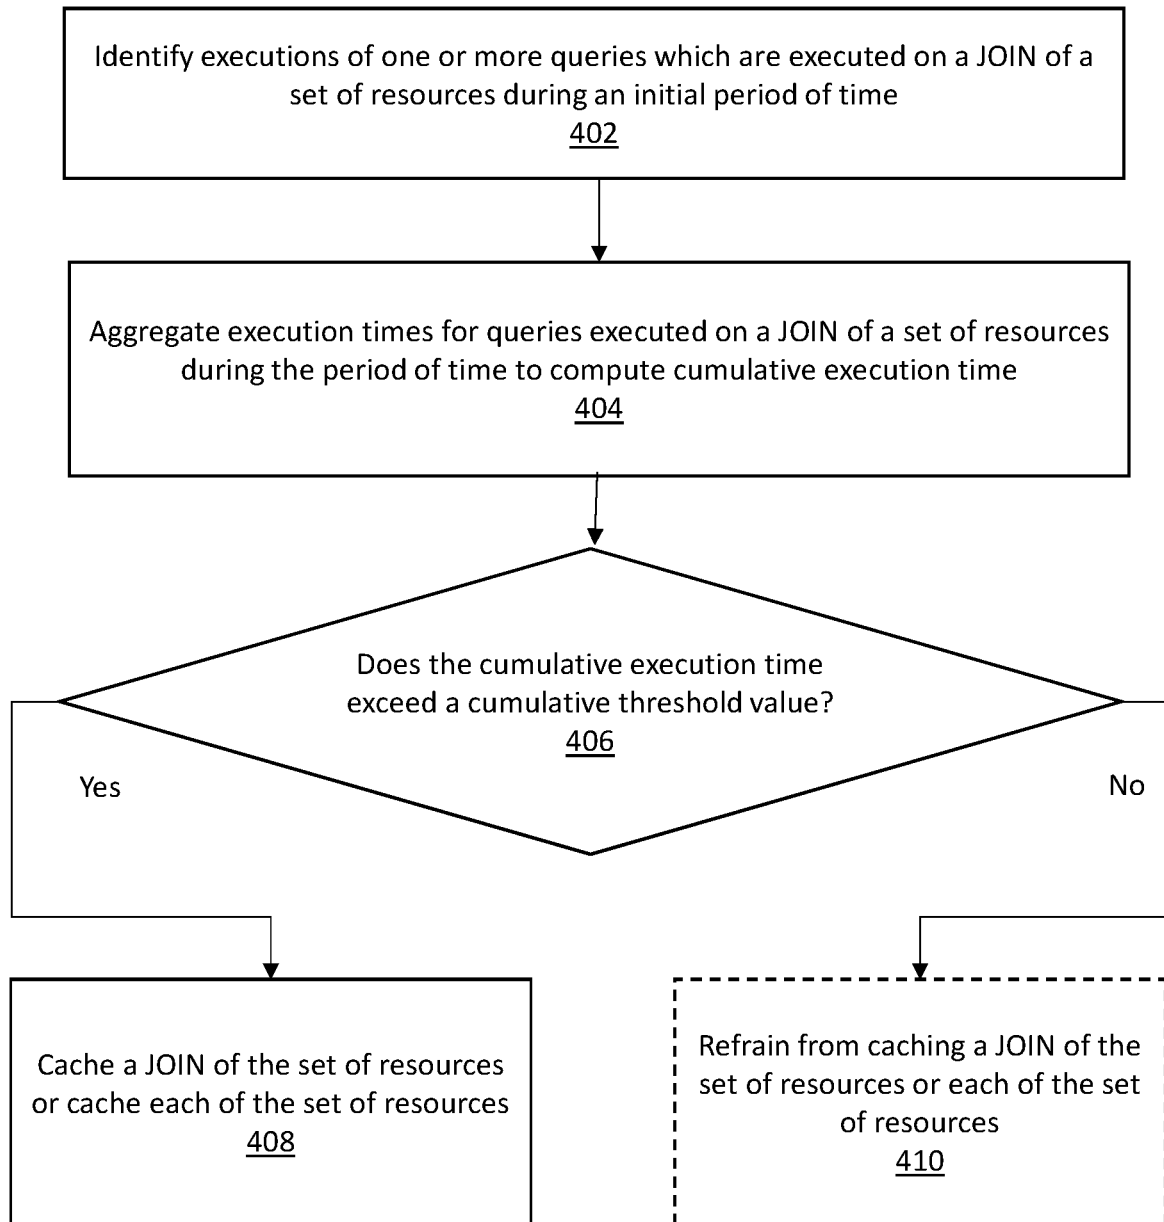 Identify executions of one or more queries which are executed on a JOIN of a
set of resources during an initial period of time
402
Aggregate execution times for queries executed on a JOIN of a set of resources
during the period of time to compute cumulative execution time
404
Does the cumulative execution time
exceed a cumulative threshold value?
406
Yes
No
Cache a JOIN of the set of resources
or cache each of the set of resources
408
Refrain from caching a JOIN of the
set of resources or each of the set
of resources
410